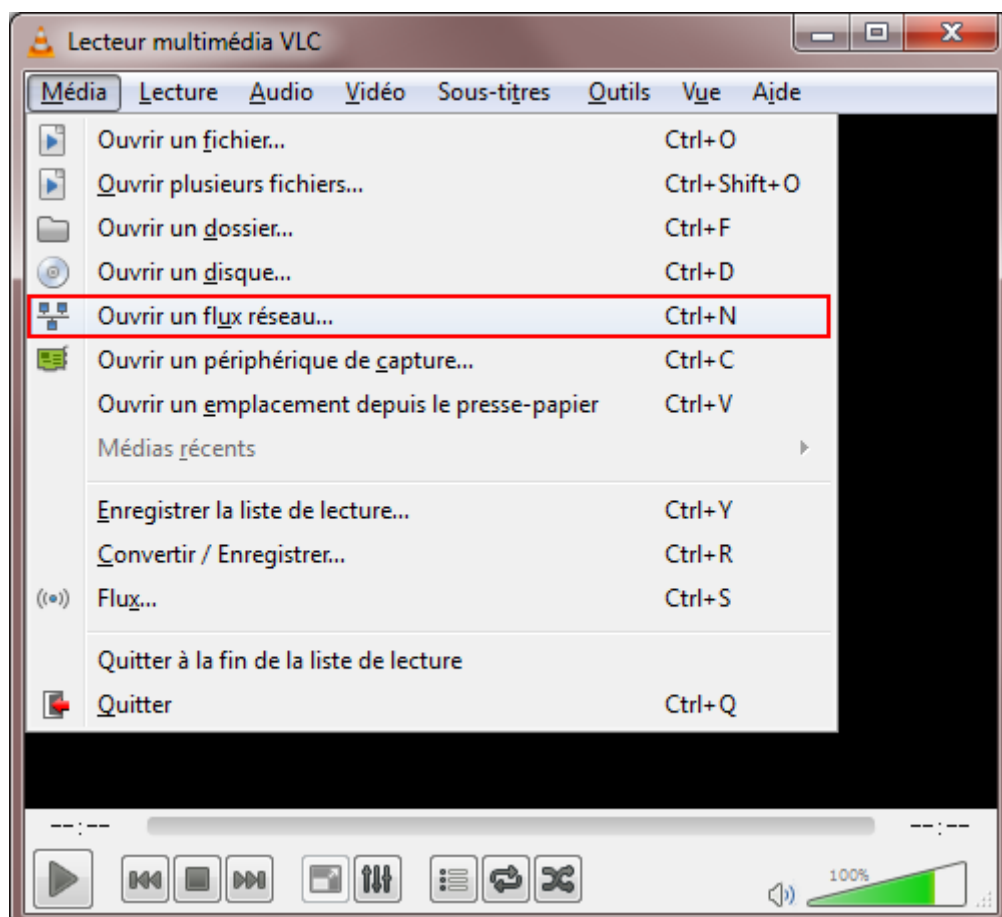 Lecteur multimédia VLC
Média Lecture Audio Vidéo Sous-titres Outils Vue Aide
Ouvrir un fichier... Ctrl+O
Ouvrir plusieurs fichiers... Ctrl+Shift+O
Ouvrir un dossier... Ctrl+F
Ouvrir un disque... Ctrl+D
Ouvrir un flux réseau... Ctrl+N
Ouvrir un périphérique de capture... Ctrl+C
Ouvrir un emplacement depuis le presse-papier Ctrl+V
Médias récents
Enregistrer la liste de lecture... Ctrl+Y
Convertir / Enregistrer... Ctrl+R
Flux... Ctrl+S
Quitter à la fin de la liste de lecture
Quitter Ctrl+Q
--:-- --:--
100%